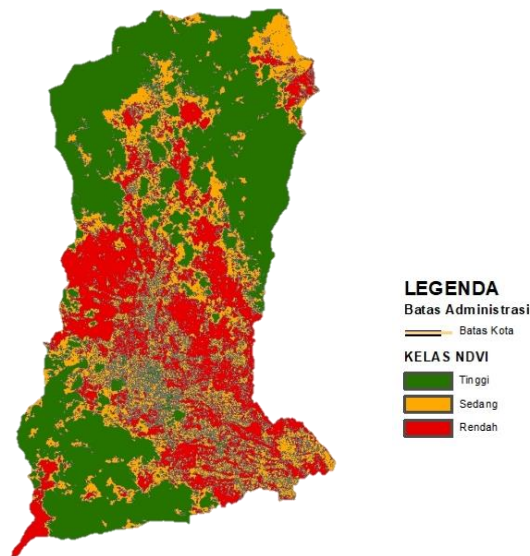 LEGENDA
Batas Administrasi
Batas Kota
KELAS NDVI
Tinggi
Sedang
Rendah